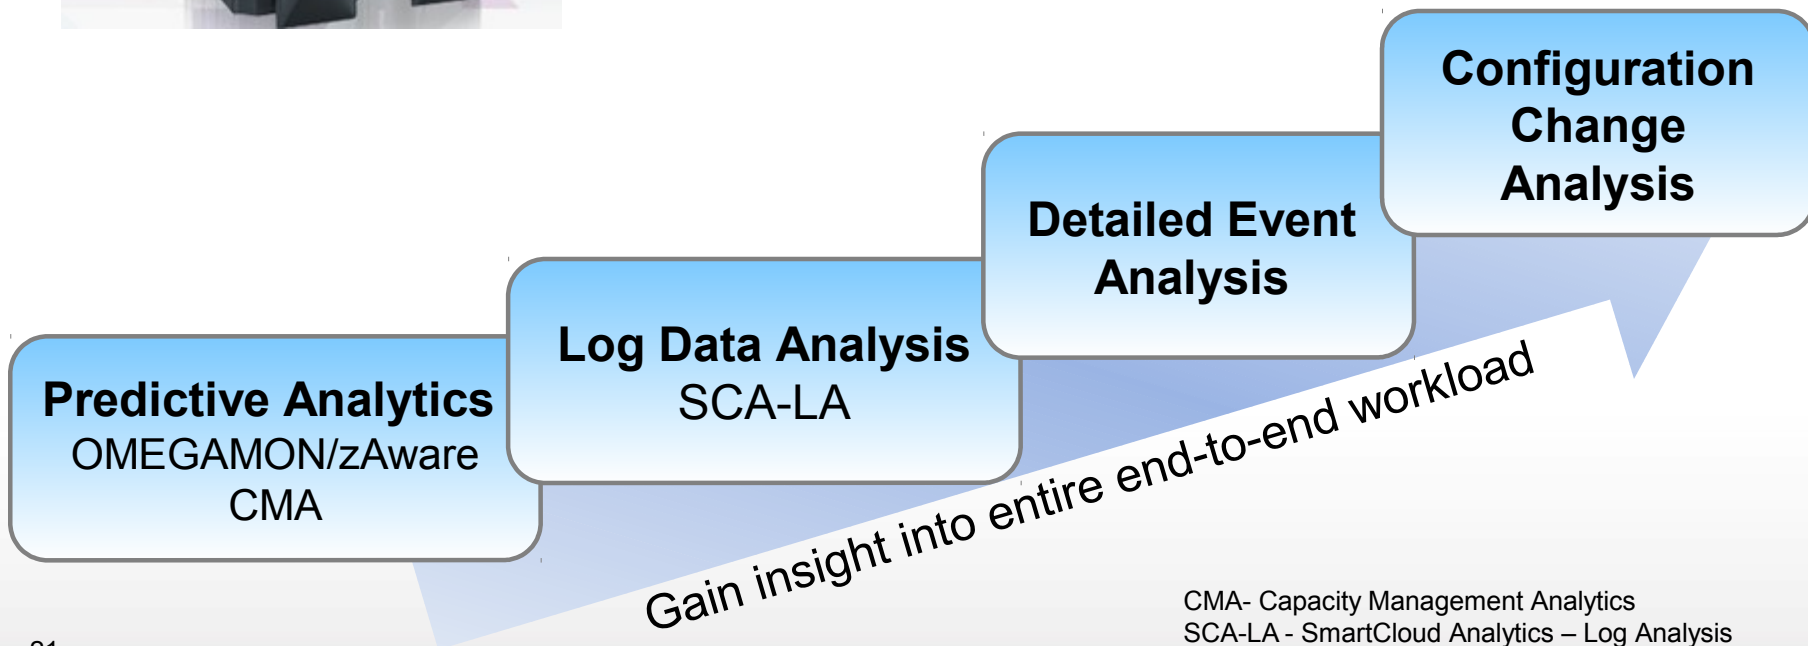 Configuration
Change
Analysis
Detailed Event
Analysis
Log Data Analysis
SCA-LA
Predictive Analytics
OMEGAMON/zAware
CMA
Gain insight into entire end-to-end workload
CMA- Capacity Management Analytics
SCA-LA - SmartCloud Analytics – Log Analysis